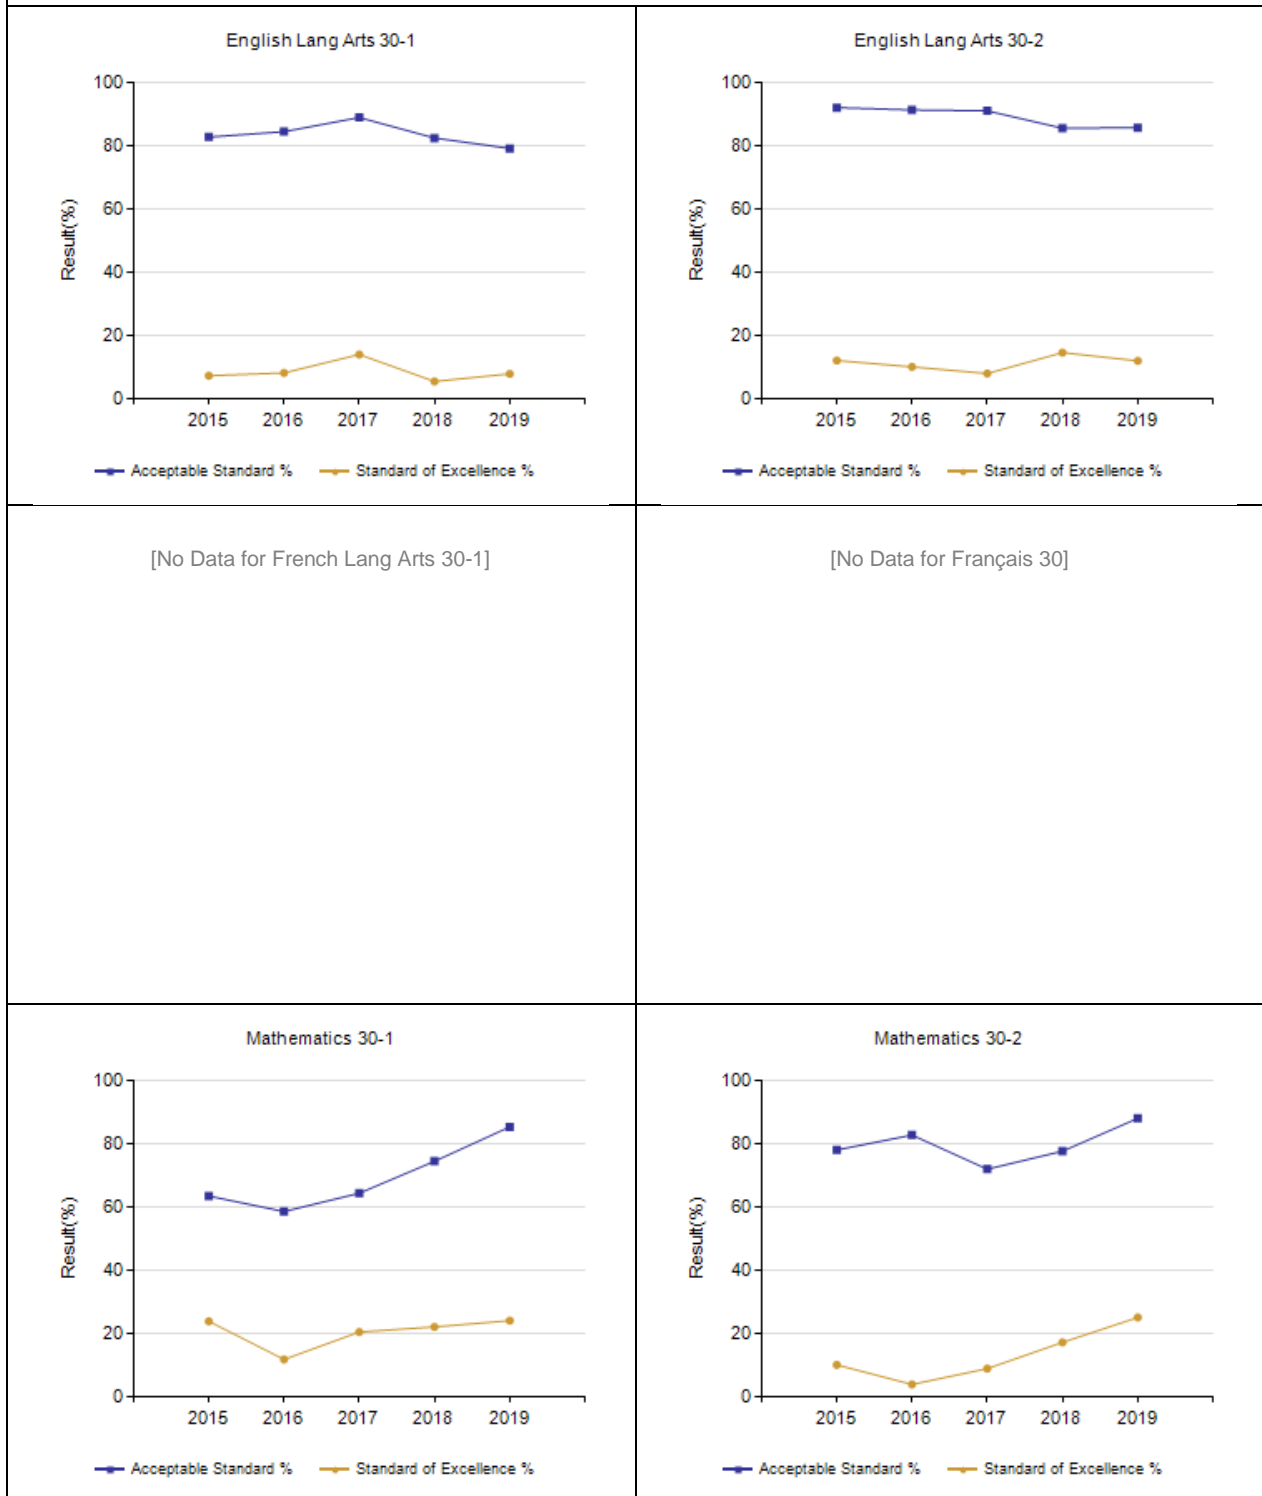 English Lang Arts 30-1
100
80
60
40
20
0
Result(%)
2015 2016 2017 2018 2019
Acceptable Standard % Standard of Excellence %
English Lang Arts 30-2
100
80
60
40
20
0
Result(%)
2015 2016 2017 2018 2019
Acceptable Standard % Standard of Excellence %
[No Data for French Lang Arts 30-1]
[No Data for Français 30]
Mathematics 30-1
100
80
60
40
20
0
Result(%)
2015 2016 2017 2018 2019
Acceptable Standard % Standard of Excellence %
Mathematics 30-2
100
80
60
40
20
0
Result(%)
2015 2016 2017 2018 2019
Acceptable Standard % Standard of Excellence %